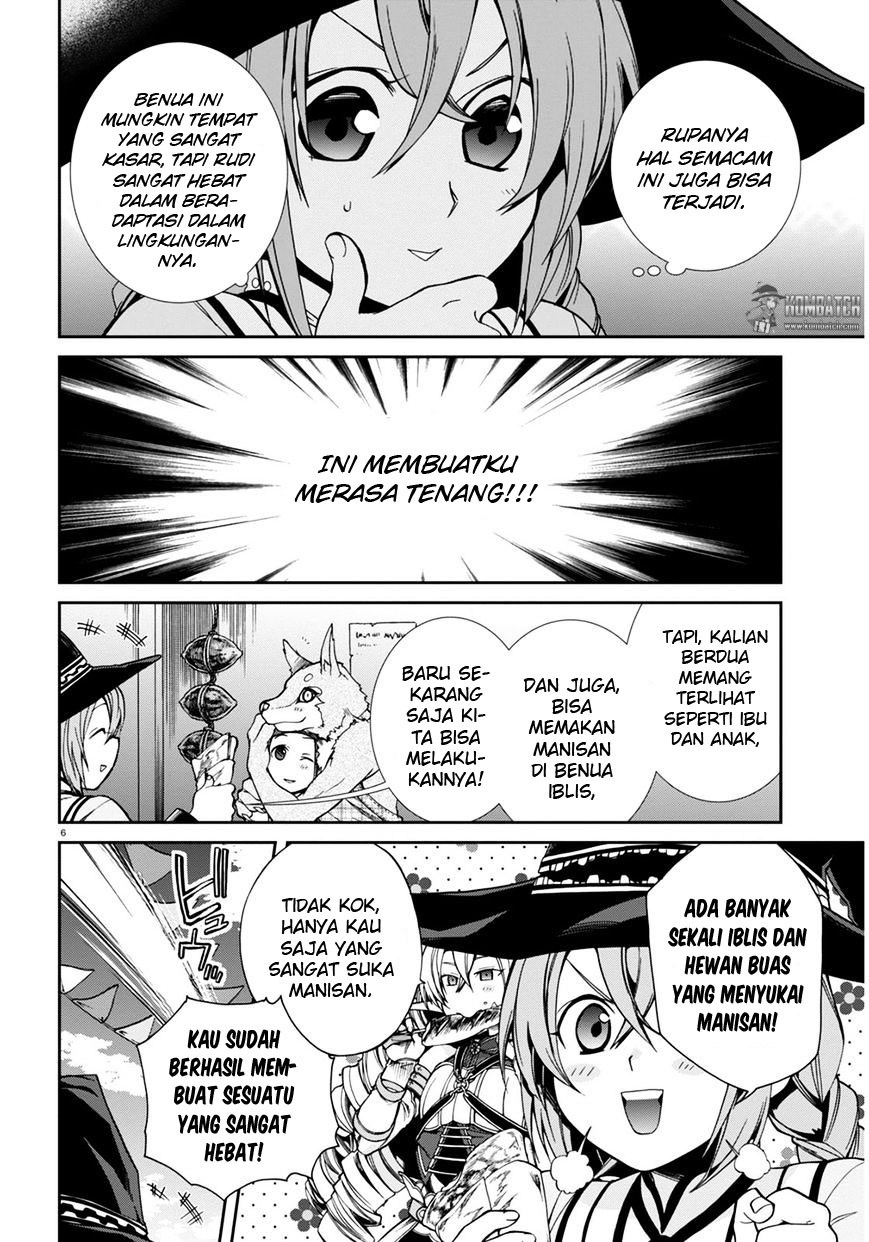 RUPANYA
HAL SEMACAM
INI JUGA BISA
TERJADI.
BENUA INI
MUNGKIN TEMPAT
YANG SANGAT
KASAR, TAPI RUDI
SANGAT HEBAT
DALAM BERA-
DAPTASI DALAM
LINGKUNGAN-
NYA.
KOMBATCH
www.kombatch.com
INI MEMBUATKU
MERASA TENANG!!!
TAPI, KALIAN
BERDUA
MEMANG
TERLIHAT
SEPERTI IBU
DAN ANAK,
DAN JUGA,
BISA
MEMAKAN
MANISAN
DI BENUA
IBLIS,
BARU SE-
KARANG
SAJA KI-
TA BISA
MELAKU-
KANNYA!
6
ADA BANYAK
SEKALI IBLIS DAN
HEWAN BUAS
YANG MENYUKAI
MANISAN!
TIDAK KOK,
HANYA KAU
SAJA YANG
SANGAT SUKA
MANISAN.
KAU SUDAH
BERHASIL MEM-
BUAT SESUATU
YANG SANGAT
HEBAT!